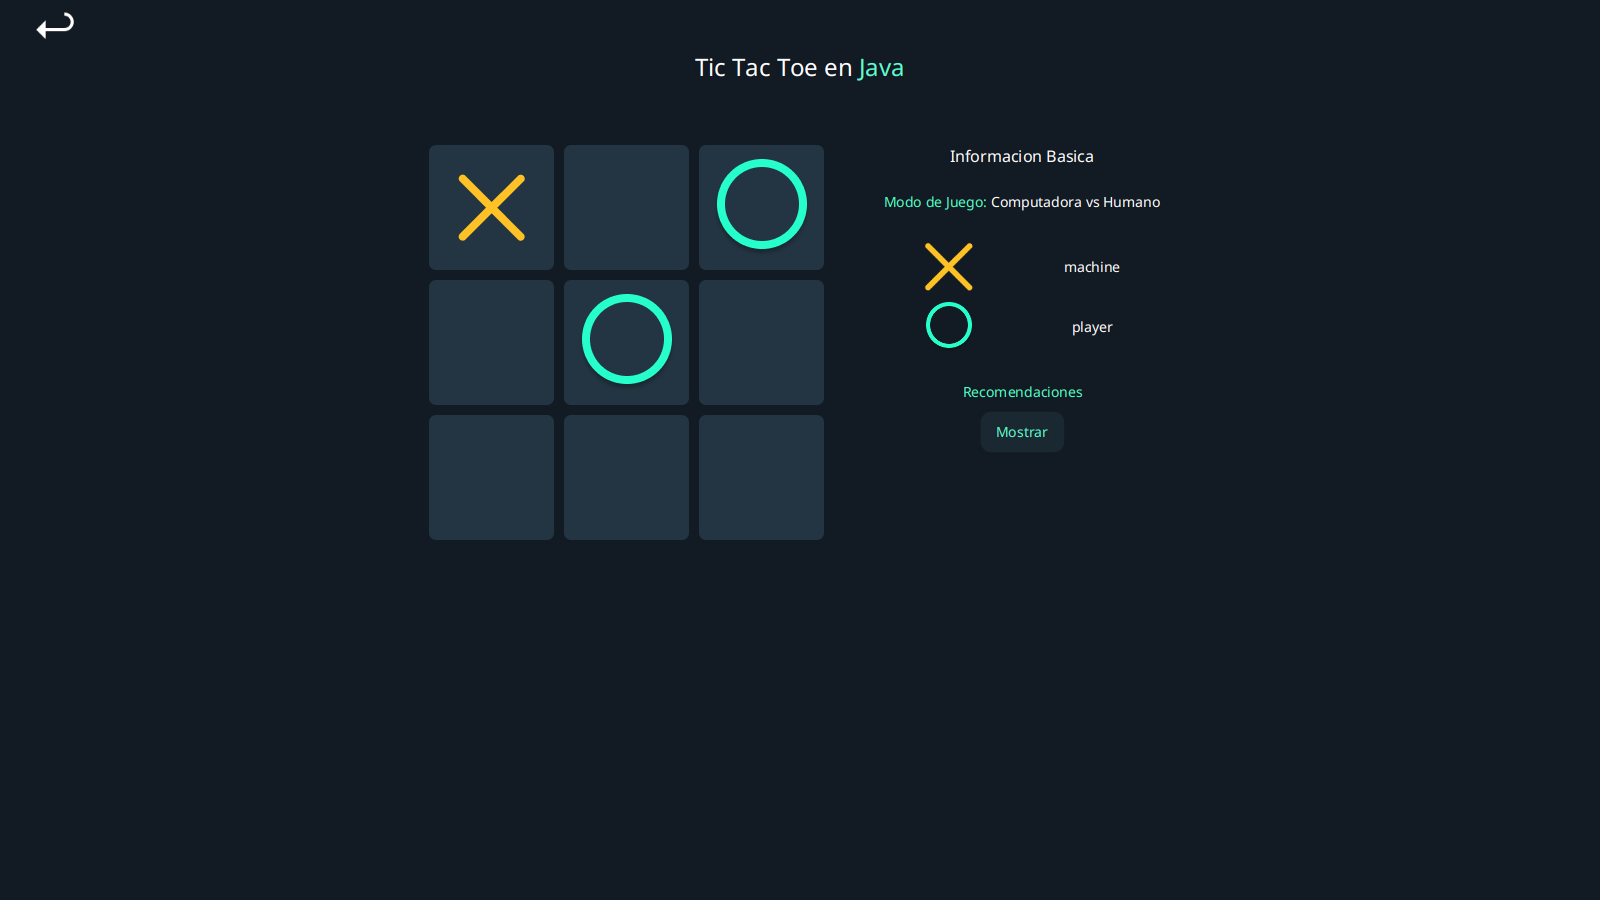 Tic Tac Toe en Java
Informacion Basica
Modo de Juego: Computadora vs Humano
machine
player
Recomendaciones
Mostrar